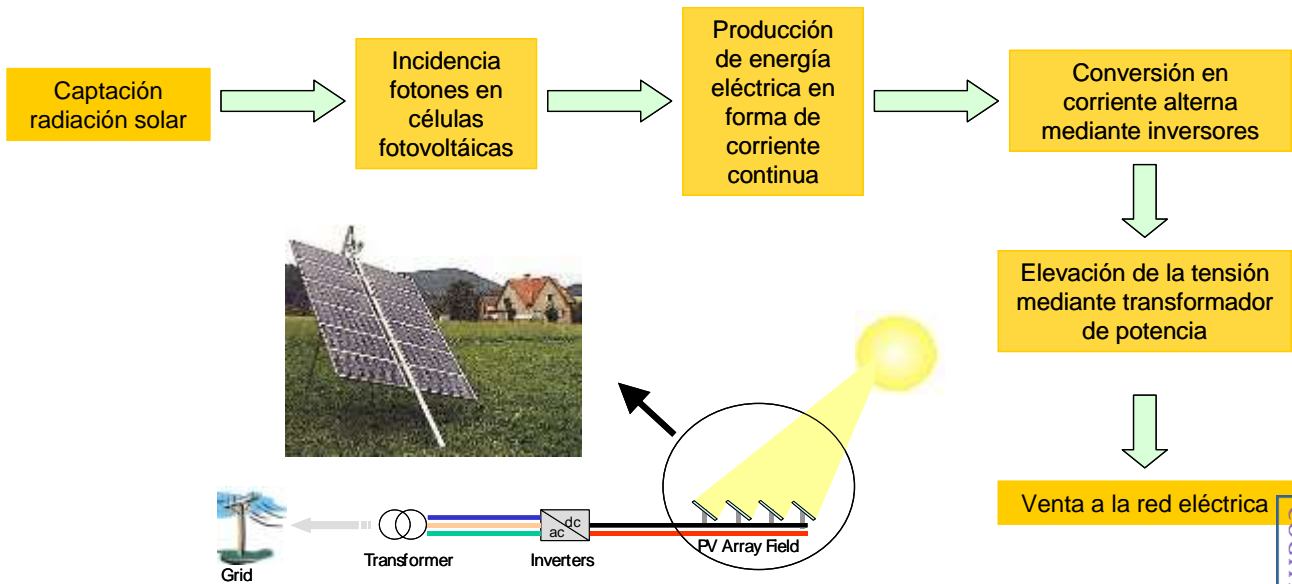 Captación
radiación solar
Incidencia
fotones en
células
fotovoltáicas
Producción
de energía
eléctrica en
forma de
corriente
continua
Conversión en
corriente alterna
mediante inversores
Elevación de la tensión
mediante transformador
de potencia
Venta a la red eléctrica
Grid
Transformer
ac dc
Inverters
PV Array Field